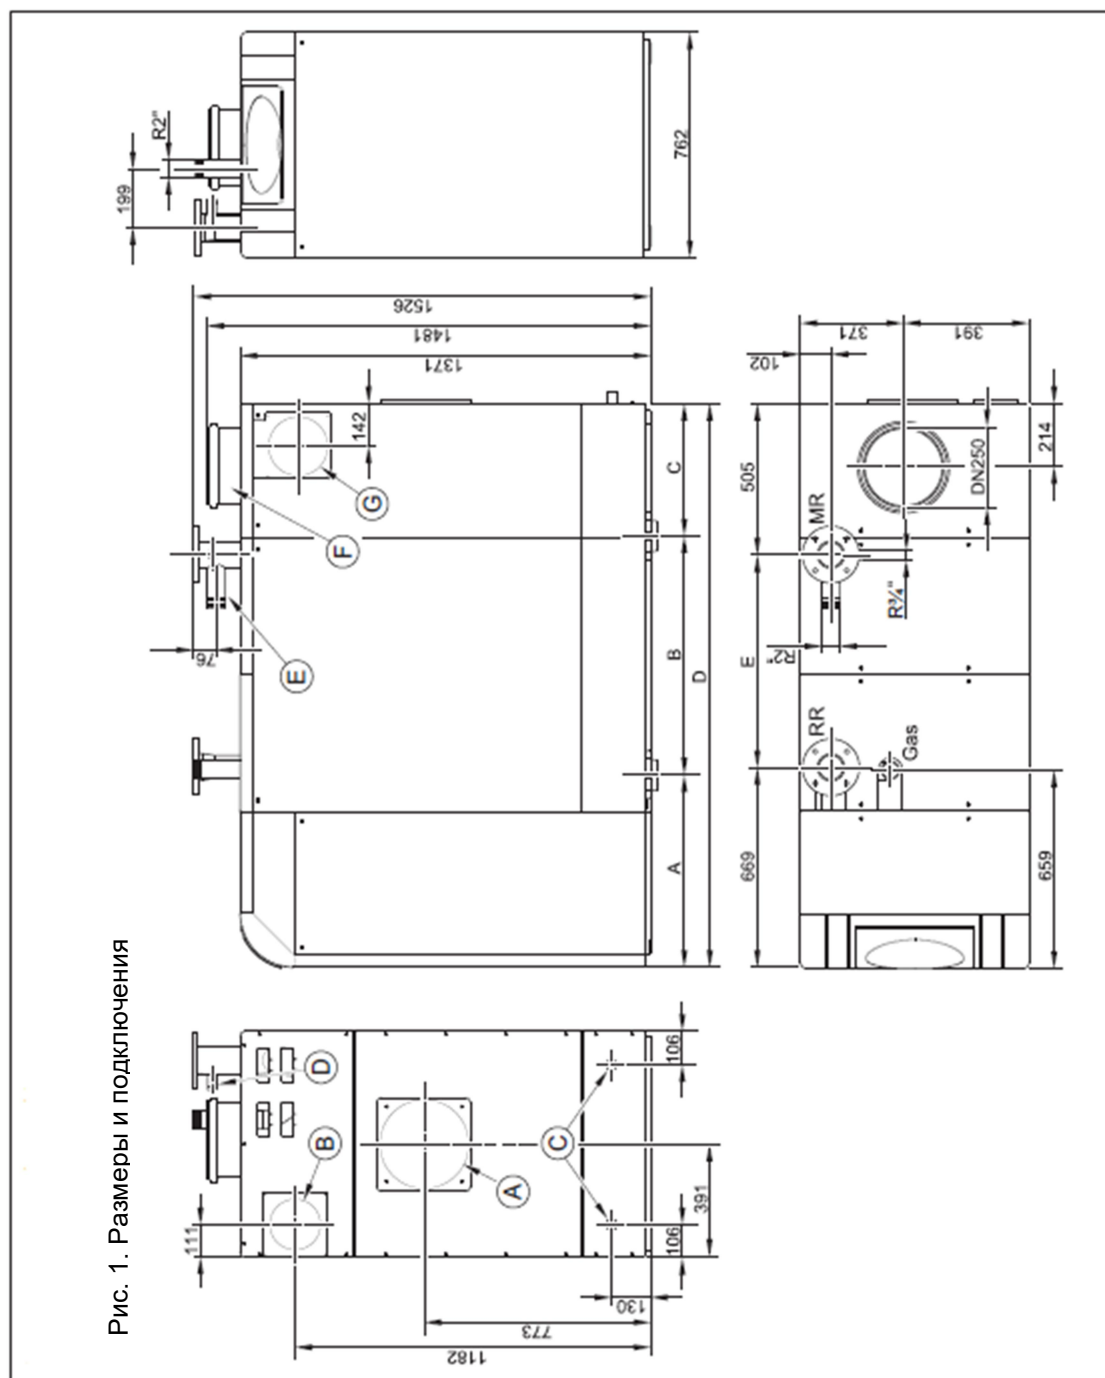 Рис. 1. Размеры и подключения
R2"
199
762
1526
1481
1371
142
G
F
E
76
C
B
D
A
371
391
102
505
214
DN250
MR
R¾"
R2"
E
RR
Gas
669
659
D
B
C
A
111
106
391
106
130
773
1182